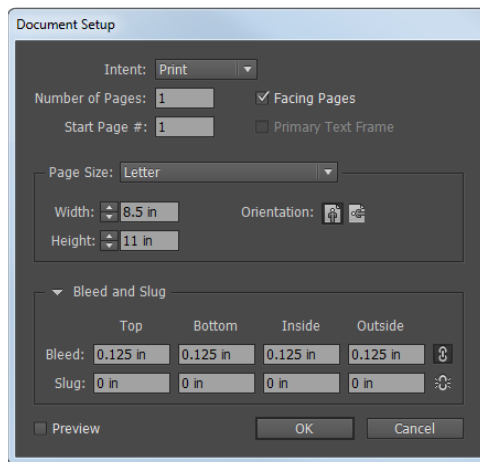 Document Setup
Intent: Print
Number of Pages: 1 Facing Pages
Start Page #: 1 Primary Text Frame
Page Size: Letter
Width: 8.5 in Orientation:
Height: 11 in
Bleed and Slug
Top Bottom Inside Outside
Bleed: 0.125 in 0.125 in 0.125 in 0.125 in
Slug: 0 in 0 in 0 in 0 in
Preview OK Cancel